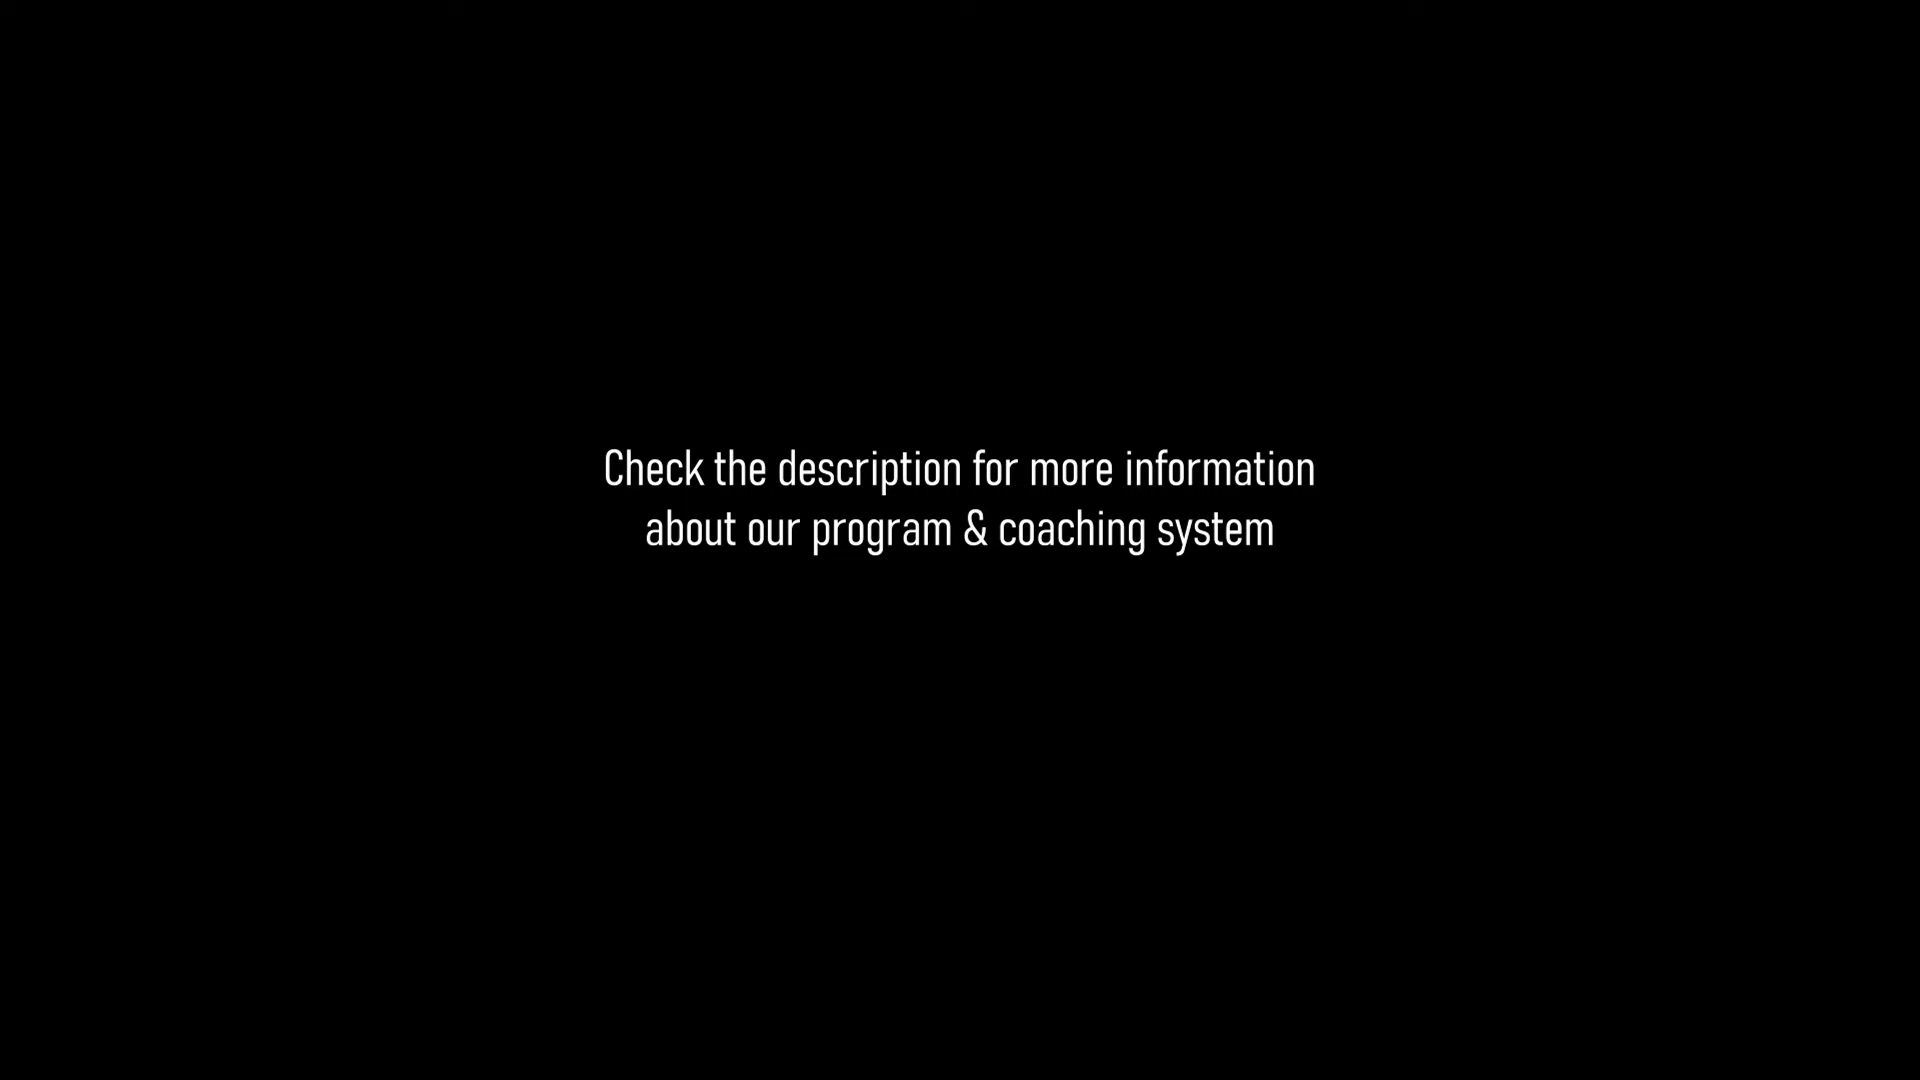 Check the description for more information
about our program & coaching system